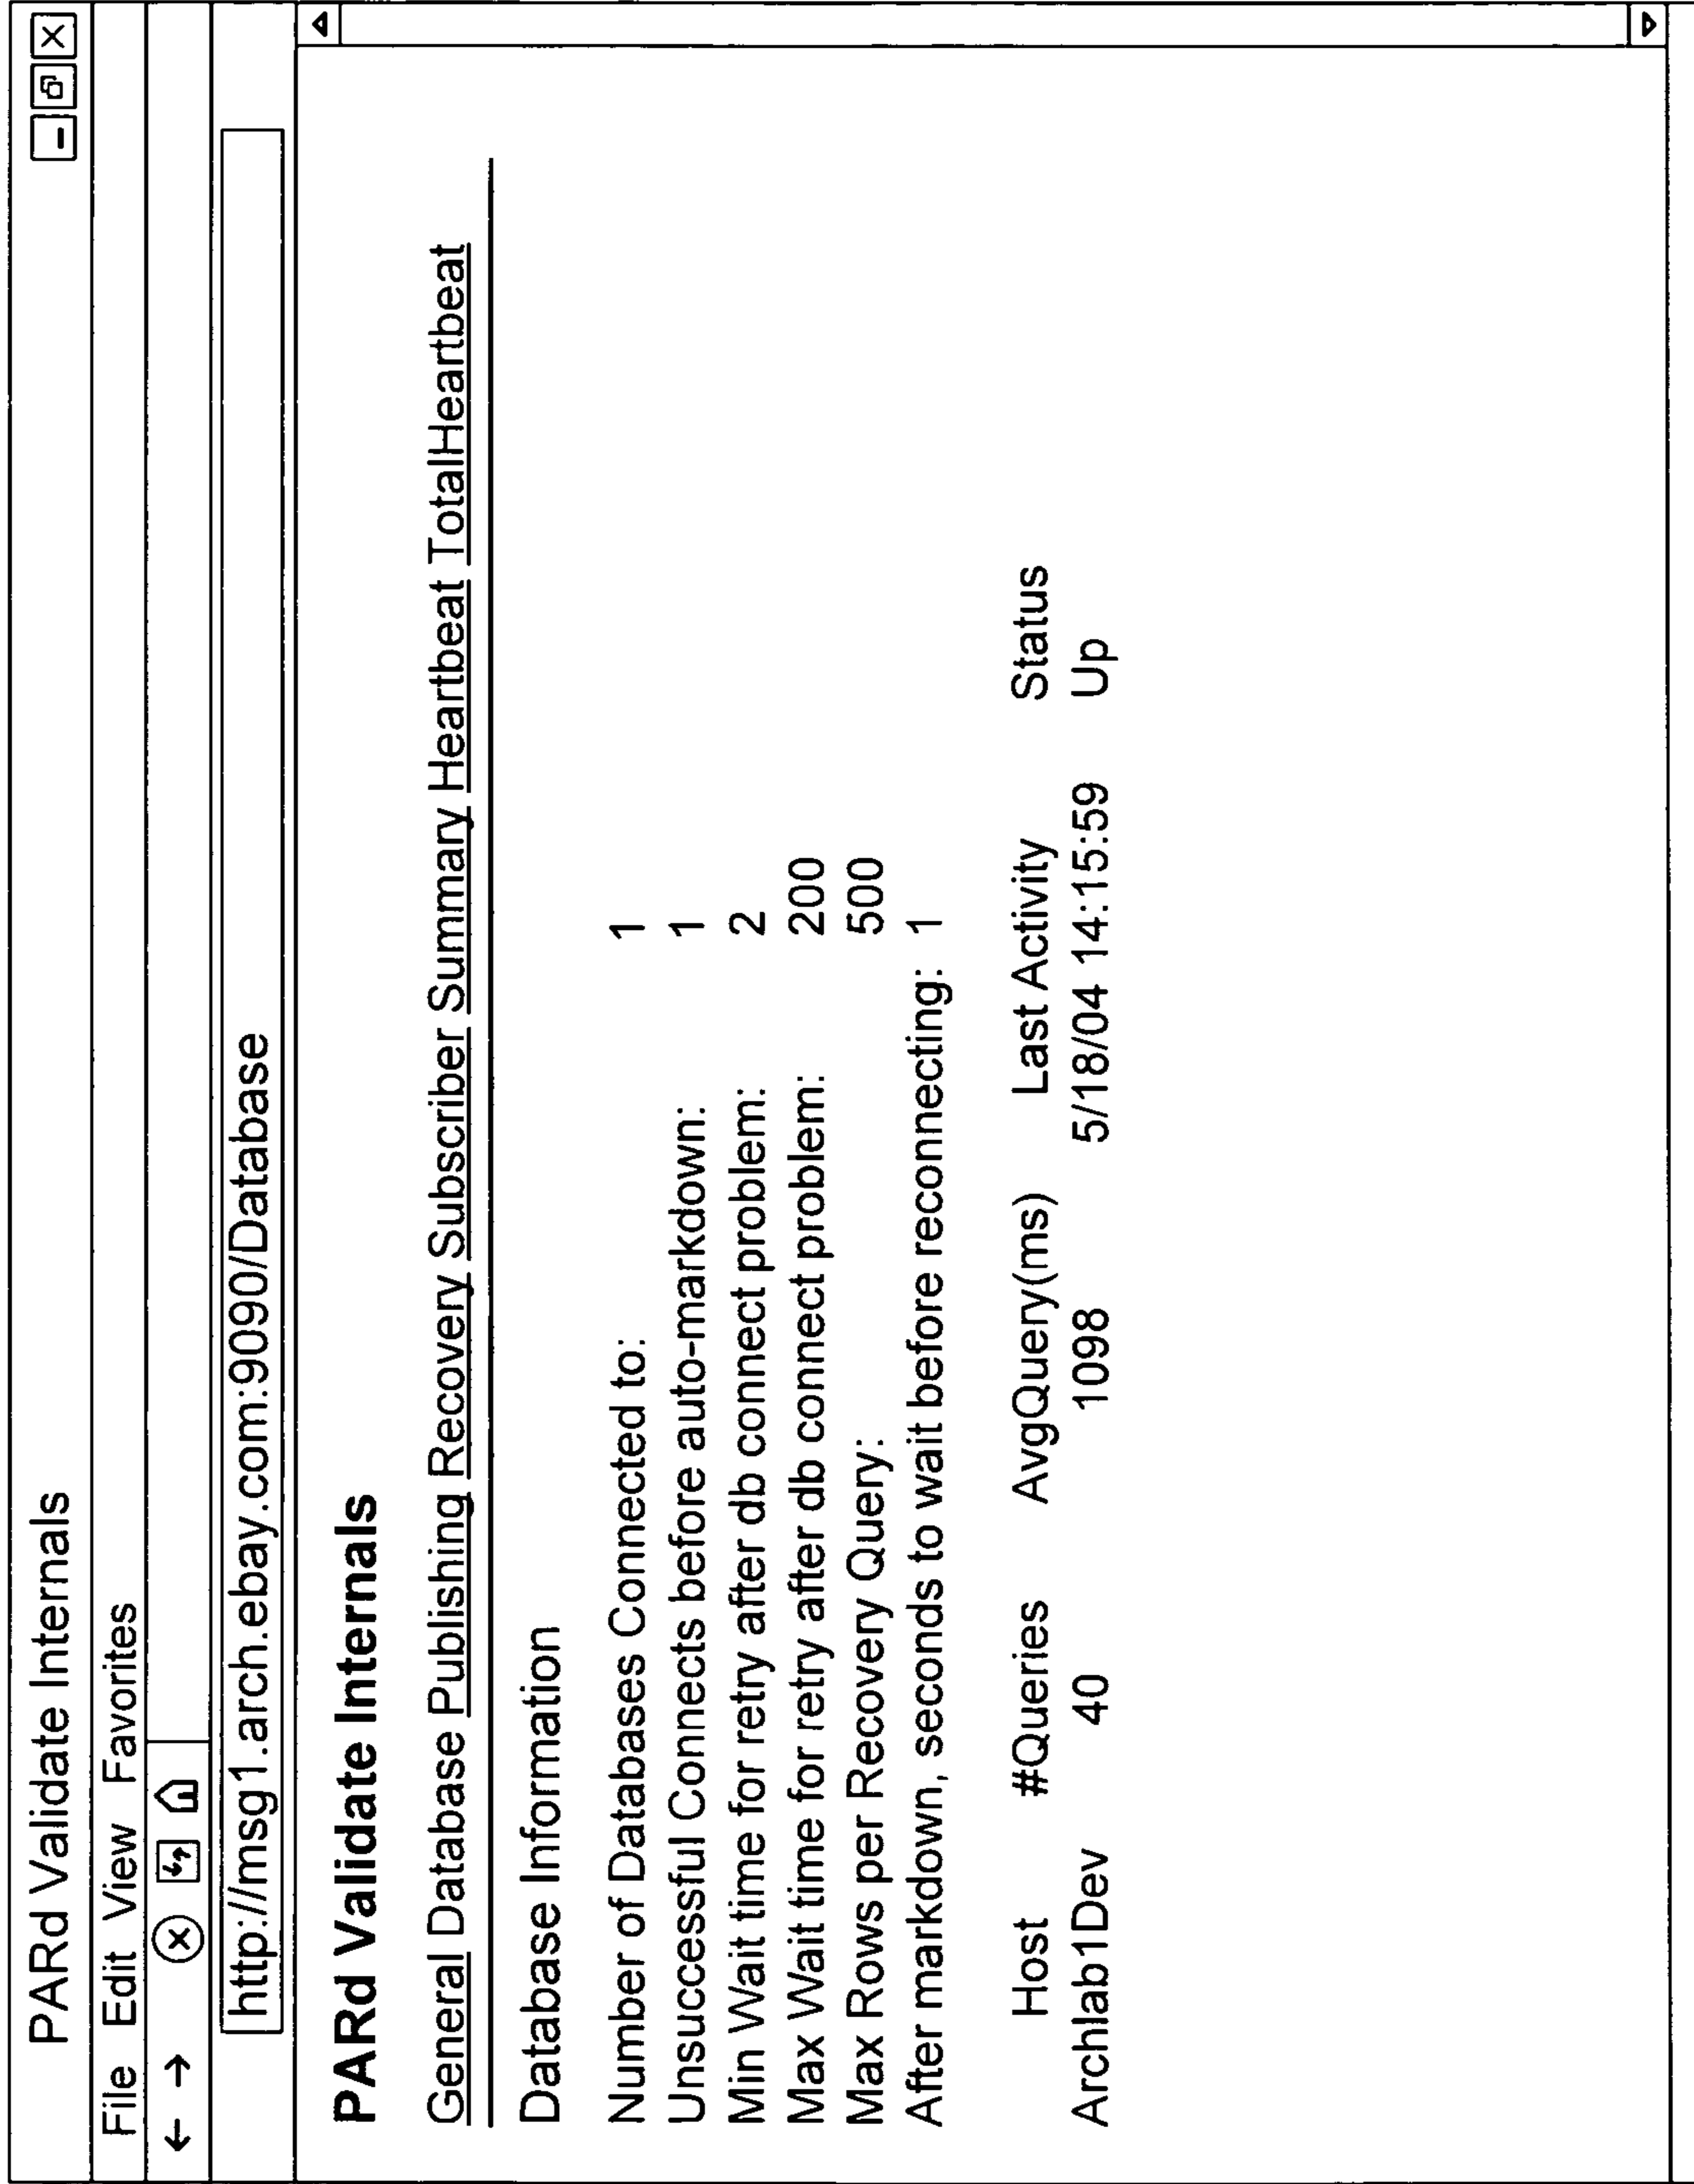 PARd Validate Internals
File Edit View Favorites
http://msg1.arch.ebay.com:9090/Database
PARd Validate Internals
General Database Publishing Recovery Subscriber Summary Heartbeat TotalHeartbeat
Database Information
Number of Databases Connected to: 1
Unsuccessful Connects before auto-markdown: 1
Min Wait time for retry after db connect problem: 2
Max Wait time for retry after db connect problem: 200
Max Rows per Recovery Query: 500
After markdown, seconds to wait before reconnecting: 1
Host #Queries AvgQuery(ms) Last Activity Status
Archlab1Dev 40 1098 5/18/04 14:15:59 Up